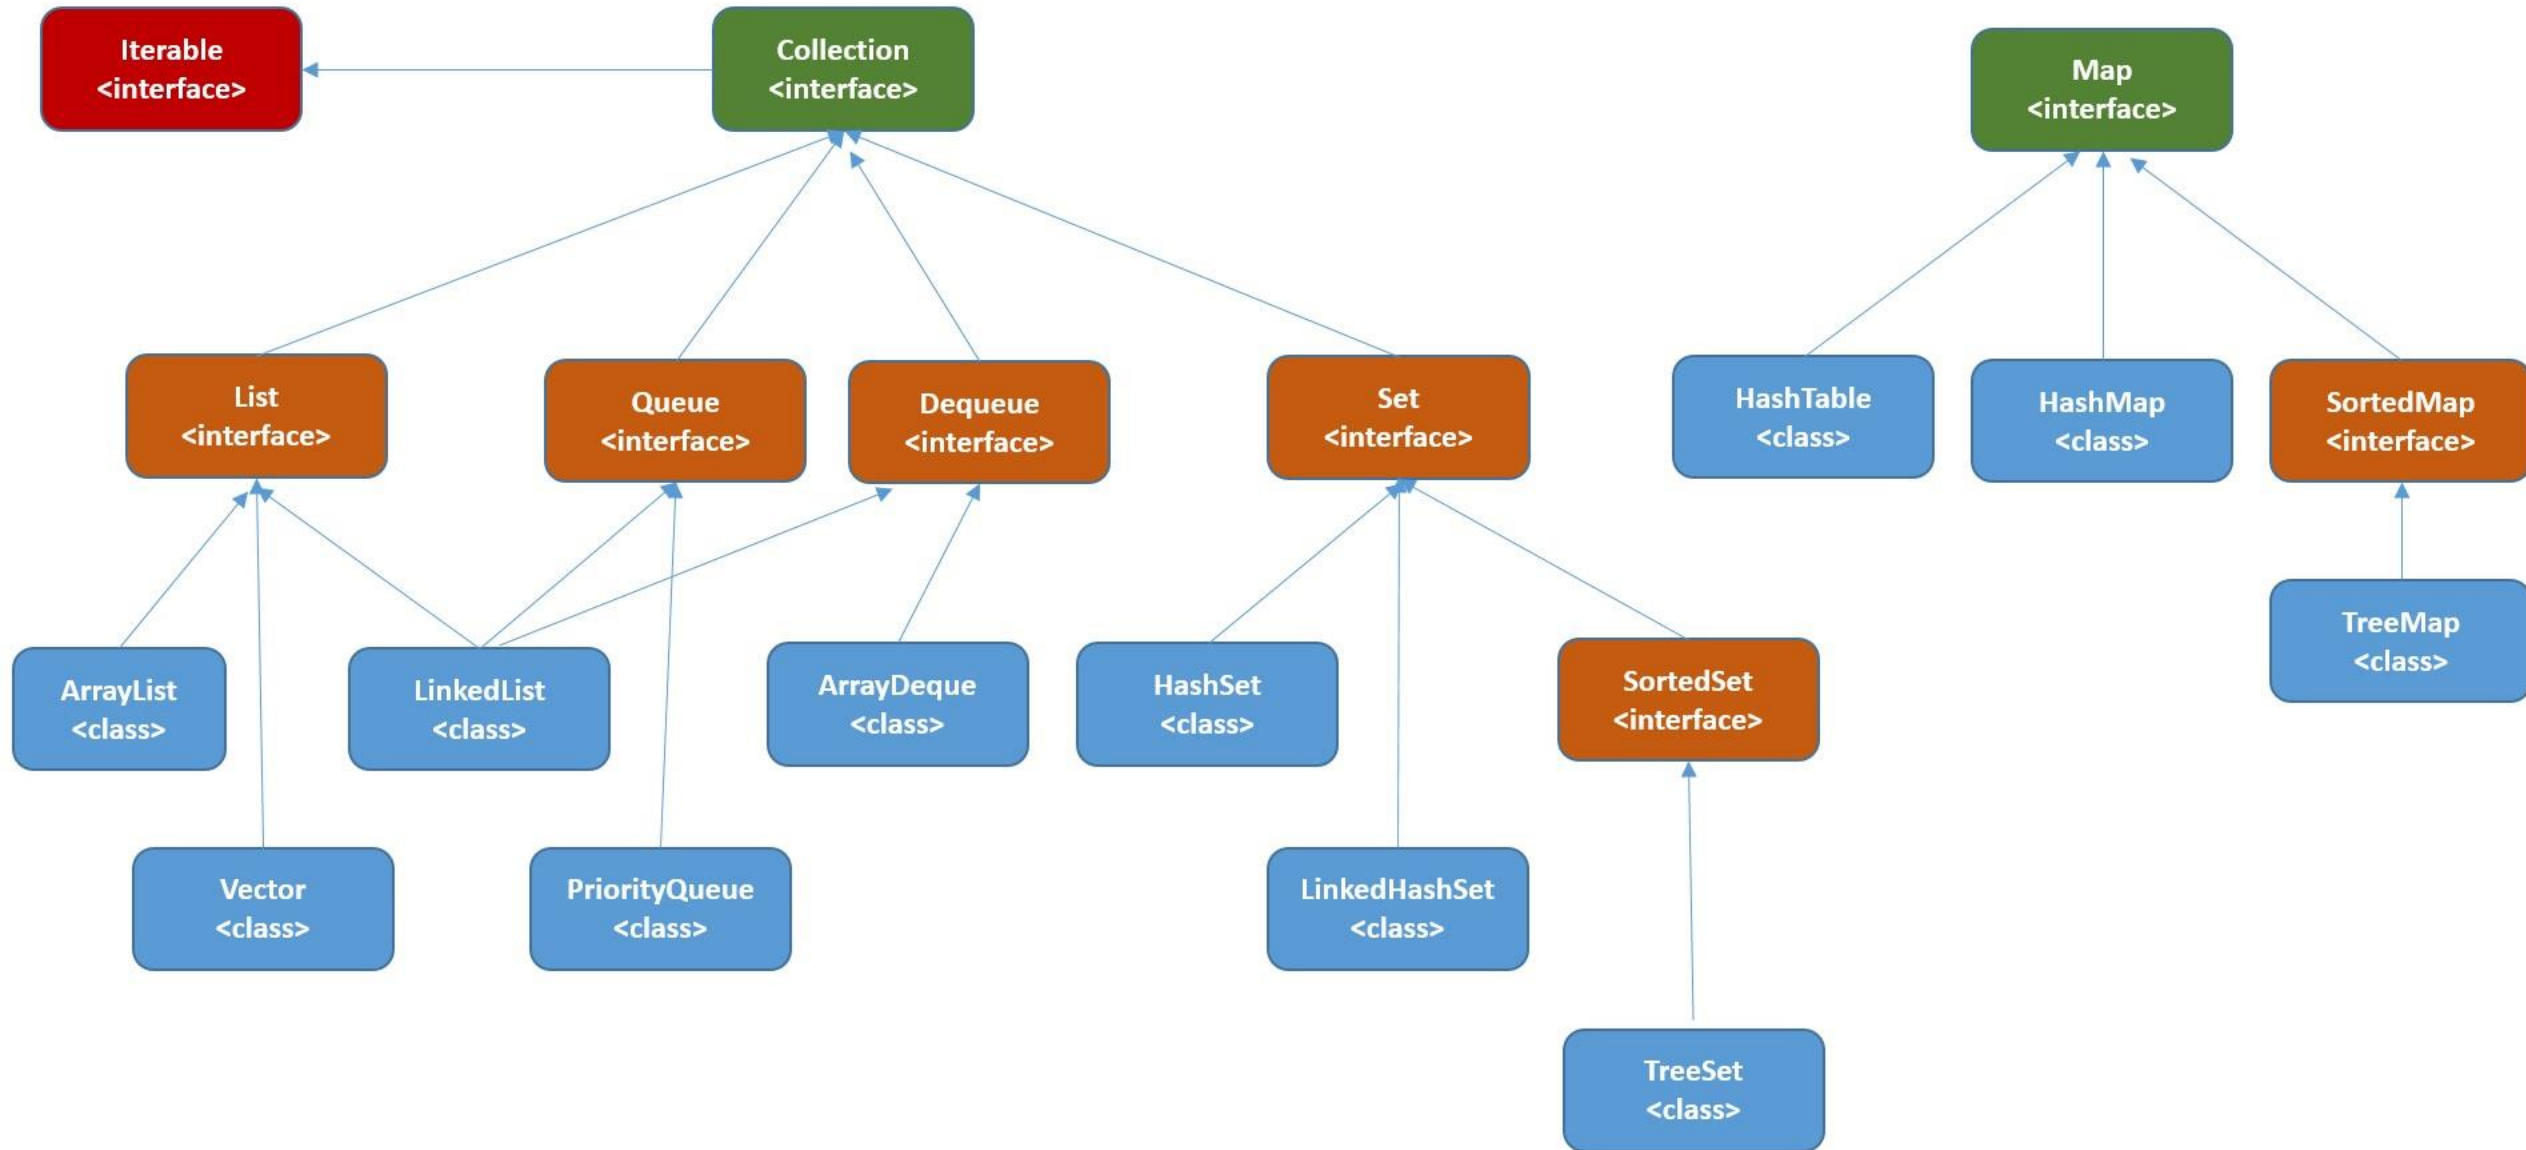 Iterable
<interface>
Collection
<interface>
Map
<interface>
List
<interface>
Queue
<interface>
Dequeue
<interface>
Set
<interface>
HashTable
<class>
HashMap
<class>
SortedMap
<interface>
ArrayList
<class>
LinkedList
<class>
ArrayDeque
<class>
HashSet
<class>
SortedSet
<interface>
TreeMap
<class>
Vector
<class>
PriorityQueue
<class>
LinkedHashSet
<class>
TreeSet
<class>